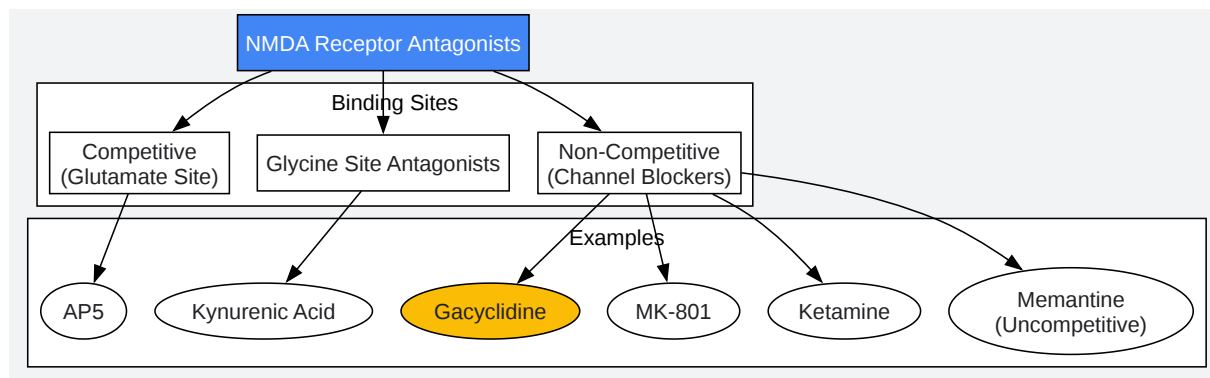 NMDA Receptor Antagonists
Binding Sites
Competitive
(Glutamate Site)
Glycine Site Antagonists
Non-Competitive
(Channel Blockers)
Examples
AP5
Kynurenic Acid
Gacyclidine
MK-801
Ketamine
Memantine
(Uncompetitive)